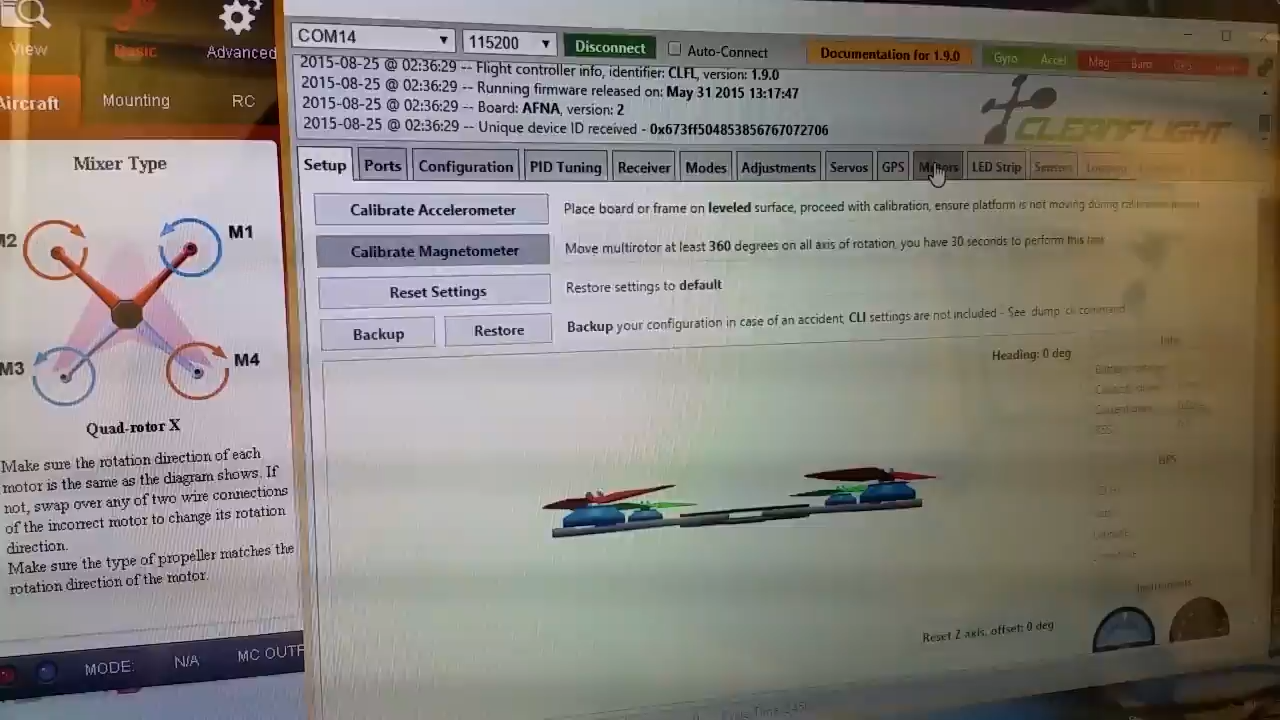 View
Basic
Advanced
Aircraft
Mounting
RC
Mixer Type
M2
M1
M3
M4
Quad-rotor X
Make sure the rotation direction of each
motor is the same as the diagram shows. If
not, swap over any of two wire connections
of the incorrect motor to change its rotation
direction.
Make sure the type of propeller matches the
rotation direction of the motor.
MODE:
N/A
MC OUTP
COM14
115200
Disconnect
Auto-Connect
Documentation for 1.9.0
Gyro
Accel
Mag
Baro
GPS
2015-08-25 @ 02:36:29 -- Flight controller info, identifier: CLFL, version: 1.9.0
2015-08-25 @ 02:36:29 -- Running firmware released on: May 31 2015 13:17:47
2015-08-25 @ 02:36:29 -- Board: AFNA, version: 2
2015-08-25 @ 02:36:29 -- Unique device ID received - 0x673ff504853856767072706
CLEANFLIGHT
Setup
Ports
Configuration
PID Tuning
Receiver
Modes
Adjustments
Servos
GPS
Motors
LED Strip
Sensors
Calibrate Accelerometer
Place board or frame on leveled surface, proceed with calibration, ensure platform is not moving during calibration
Calibrate Magnetometer
Move multirotor at least 360 degrees on all axis of rotation, you have 30 seconds to perform this task
Reset Settings
Restore settings to default
Backup
Restore
Backup your configuration in case of an accident, CLI settings are not included - See dump cli command
Heading: 0 deg
Info
GPS
Instruments
Reset Z axis, offset: 0 deg